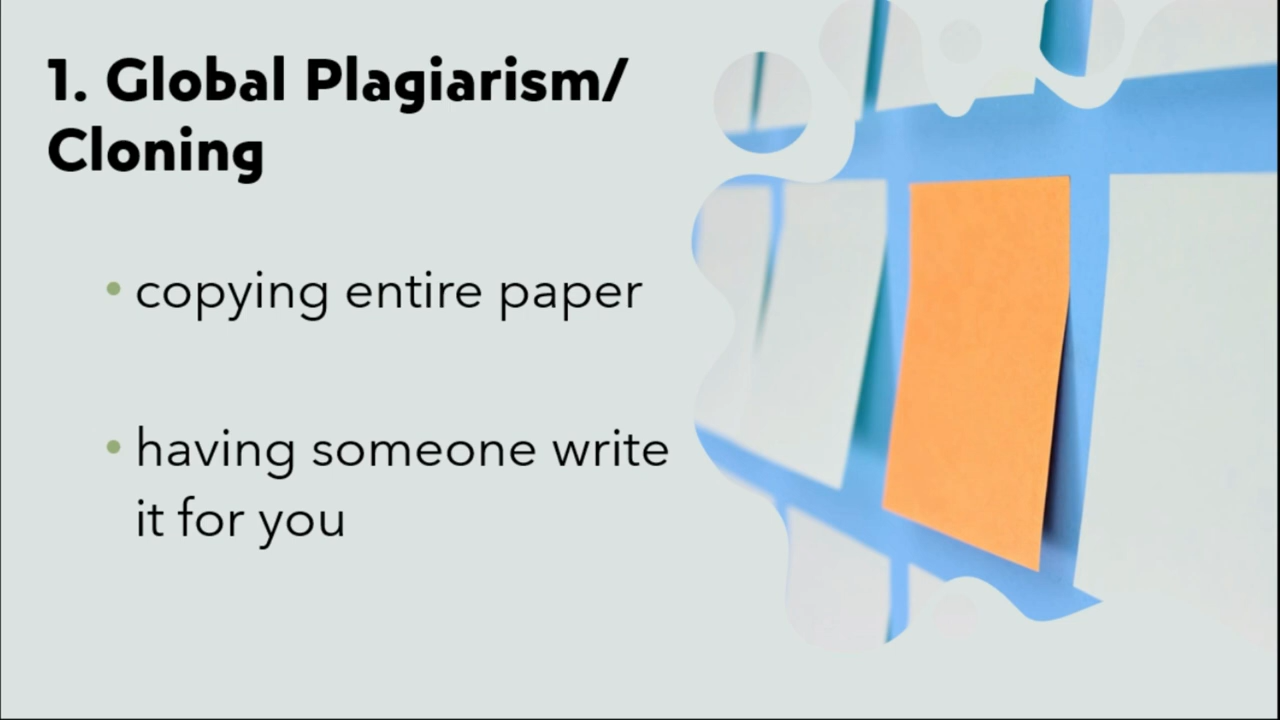 1. Global Plagiarism/
Cloning
• copying entire paper
• having someone write
it for you